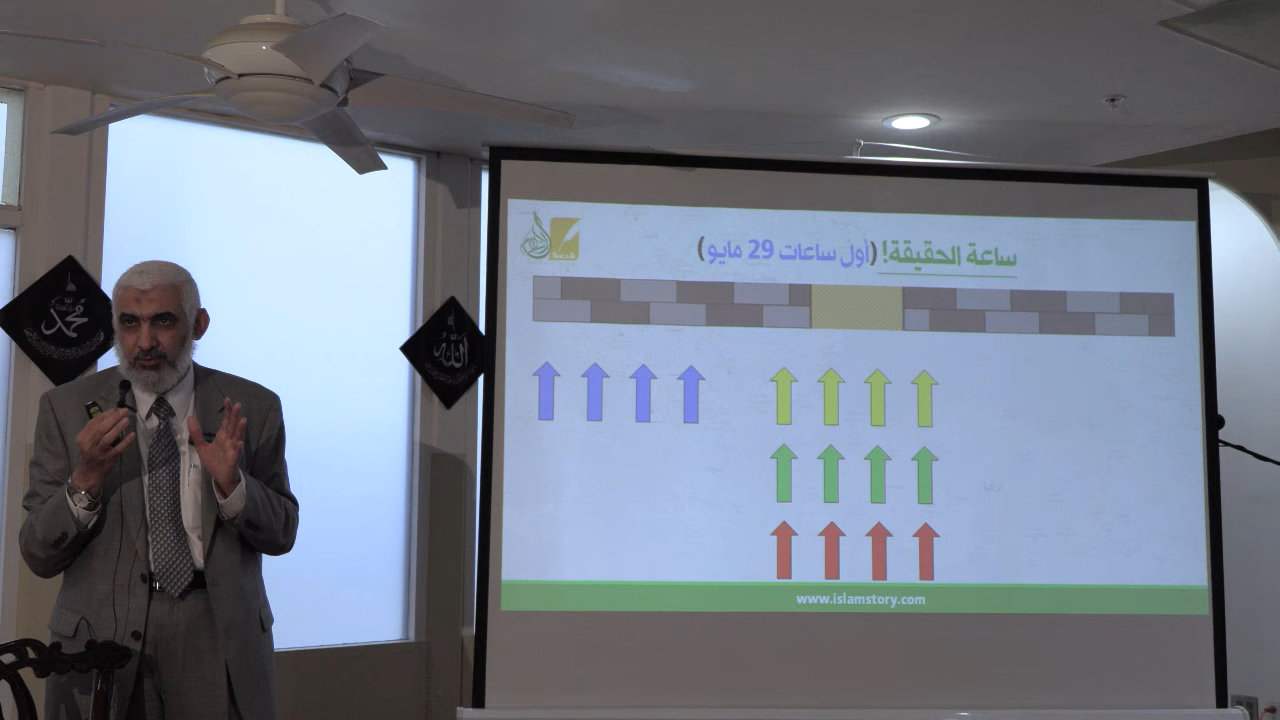 ساعة الحقيقة! (أول ساعات 29 مايو)
محمد
الله
www.islamstory.com